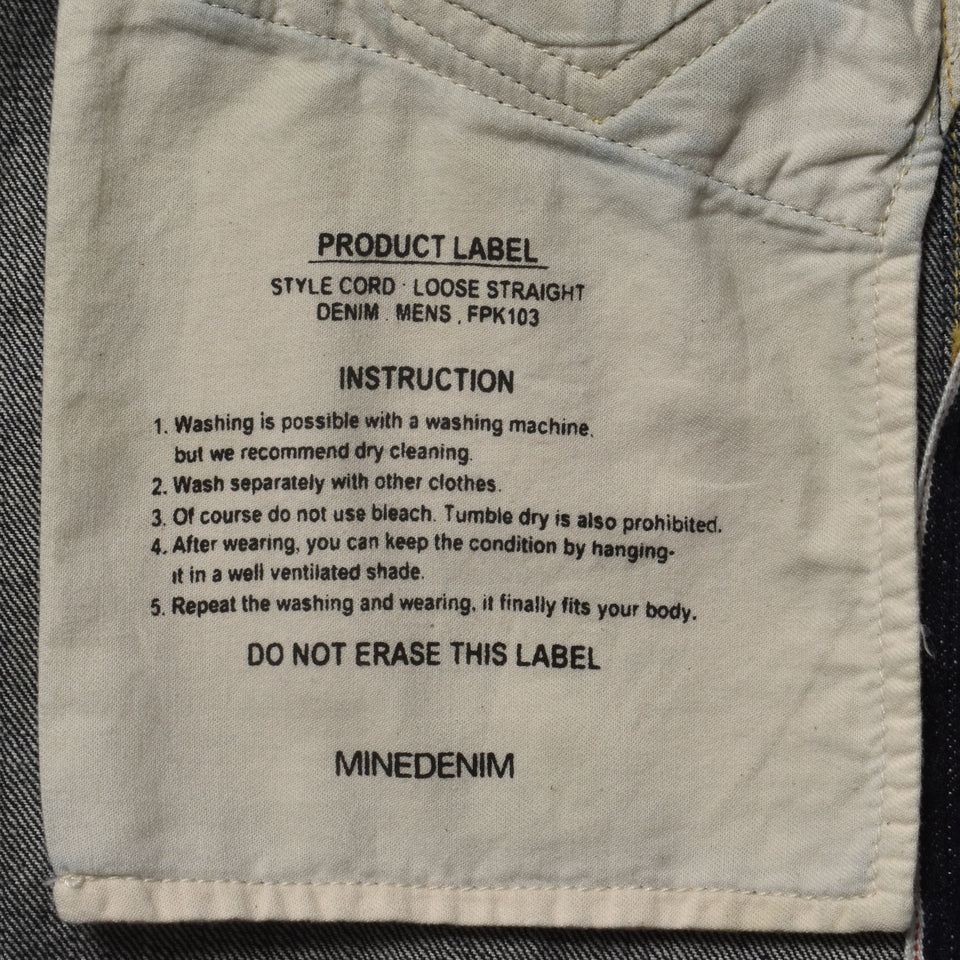 PRODUCT LABEL
STYLE CORD · LOOSE STRAIGHT
DENIM . MENS . FPK103
INSTRUCTION
1. Washing is possible with a washing machine.
but we recommend dry cleaning.
2. Wash separately with other clothes.
3. Of course do not use bleach. Tumble dry is also prohibited.
4. After wearing, you can keep the condition by hanging-
it in a well ventilated shade.
5. Repeat the washing and wearing, it finally fits your body.
DO NOT ERASE THIS LABEL
MINEDENIM